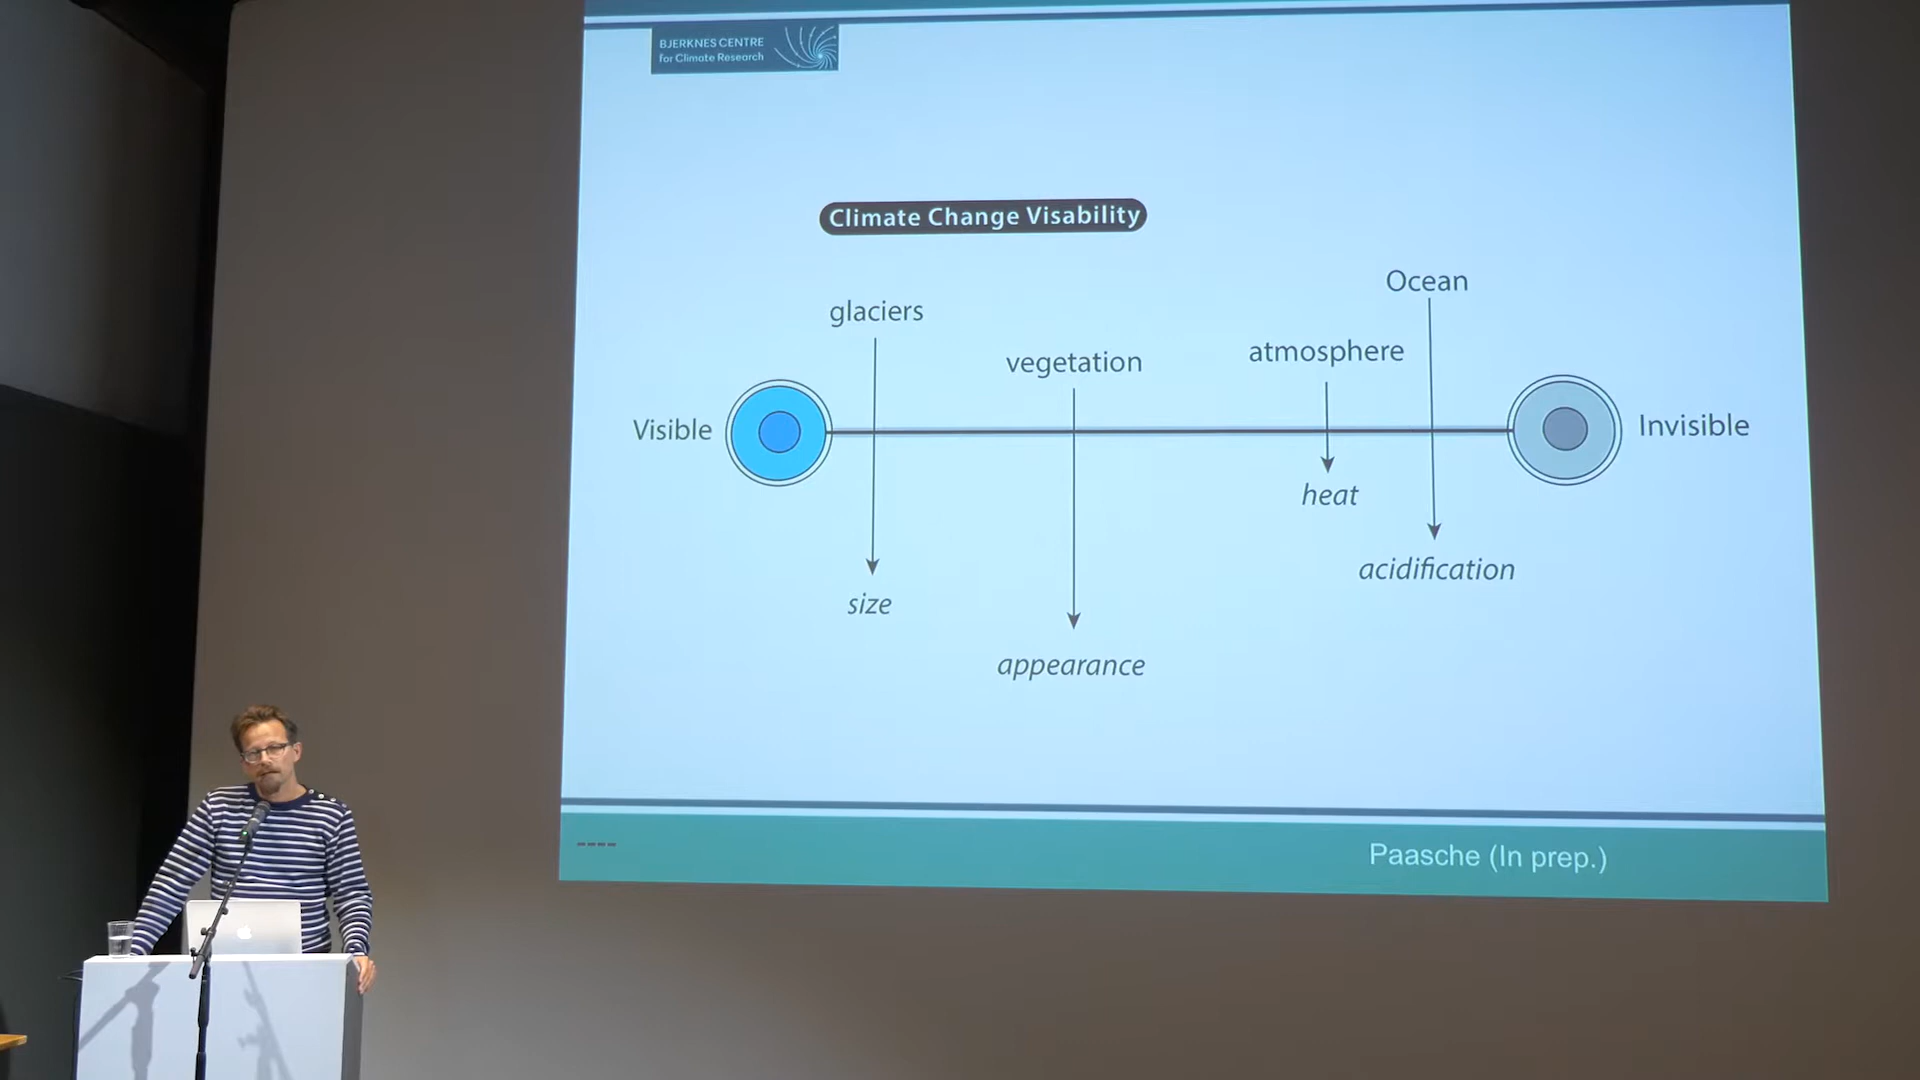 BJERKNES CENTRE
for Climate Research
Climate Change Visability
Ocean
glaciers
atmosphere
vegetation
Visible
Invisible
heat
acidification
size
appearance
Paasche (In prep.)